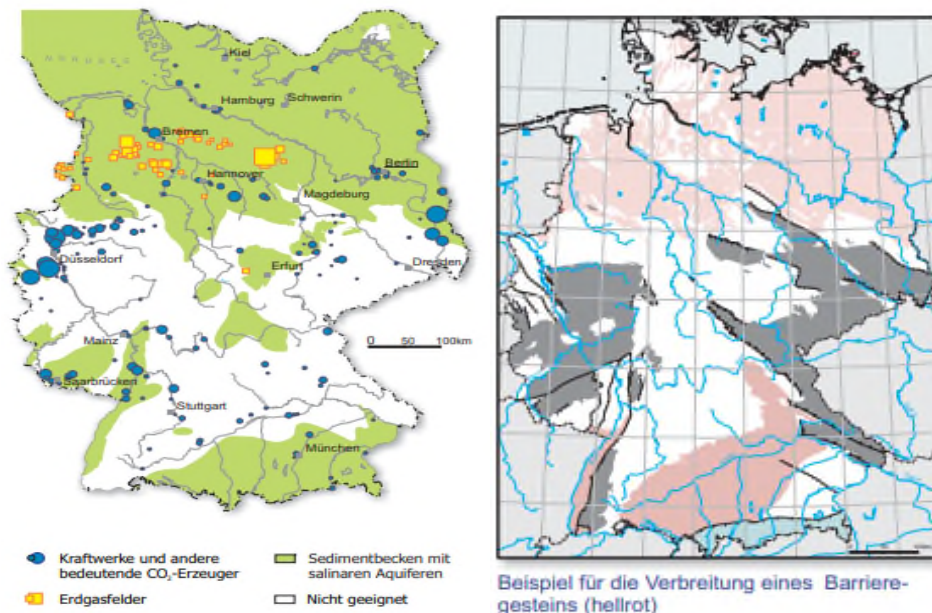 NORDSEE
Kiel
Hamburg
Schwerin
Bremen
Berlin
Hannover
Magdeburg
Düsseldorf
Erfurt
Dresden
Mainz
0 50 100km
Saarbrücken
Stuttgart
München
Kraftwerke und andere
bedeutende CO₂-Erzeuger
Erdgasfelder
Sedimentbecken mit
salinaren Aquiferen
Nicht geeignet
Beispiel für die Verbreitung eines Barriere-
gesteins (hellrot)